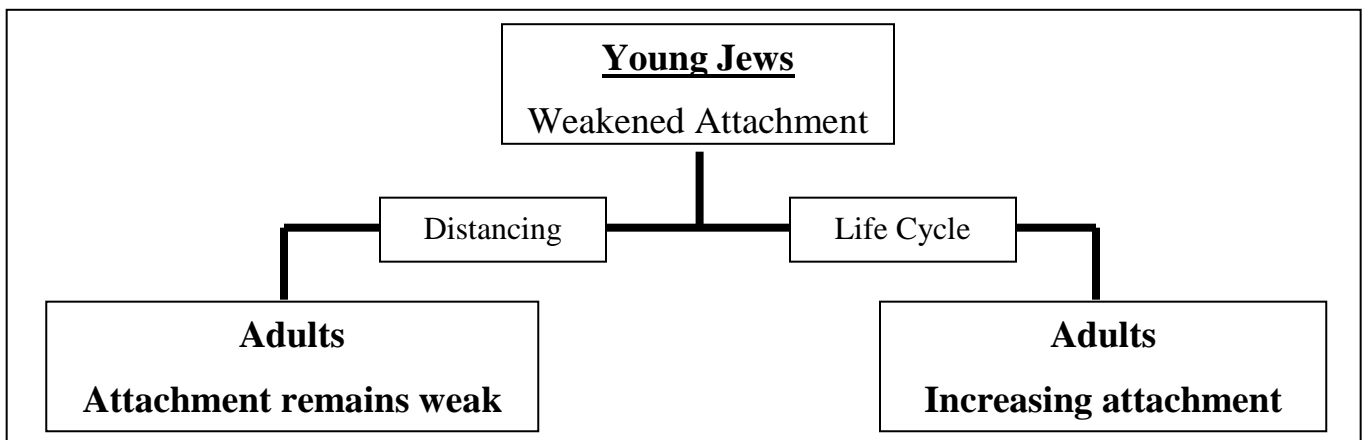 Young Jews
Weakened Attachment
Distancing
Life Cycle
Adults
Attachment remains weak
Adults
Increasing attachment